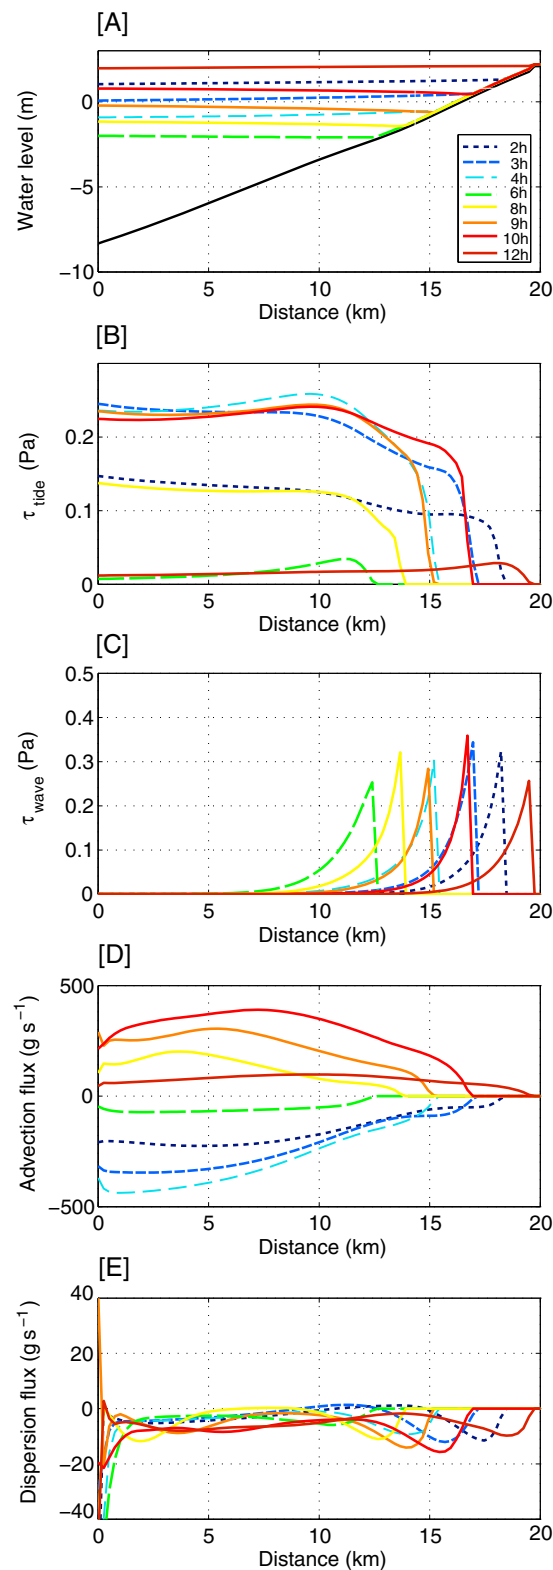 [A]
Water level (m)
0
−5
−10
2h
3h
4h
6h
8h
9h
10h
12h
0 5 10 15 20
Distance (km)
[B]
τ tide (Pa)
0.2
0.1
0
0 5 10 15 20
Distance (km)
[C]
τ wave (Pa)
0.5
0.4
0.3
0.2
0.1
0
0 5 10 15 20
Distance (km)
[D]
Advection flux (g s⁻¹)
500
0
−500
0 5 10 15 20
Distance (km)
[E]
Dispersion flux (g s⁻¹)
40
20
0
−20
−40
0 5 10 15 20
Distance (km)